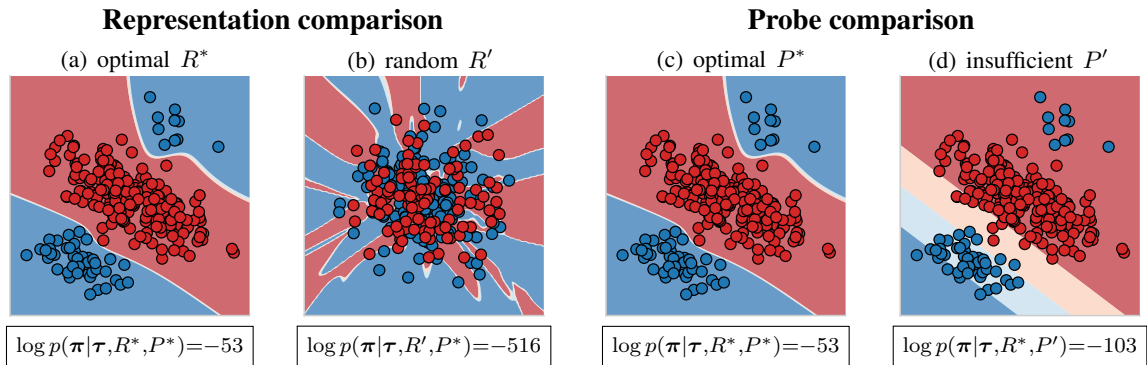 Representation comparison
Probe comparison
(a) optimal R*
(b) random R′
(c) optimal P*
(d) insufficient P′
log p(π|τ,R*,P*)=−53
log p(π|τ,R′,P*)=−516
log p(π|τ,R*,P*)=−53
log p(π|τ,R*,P′)=−103